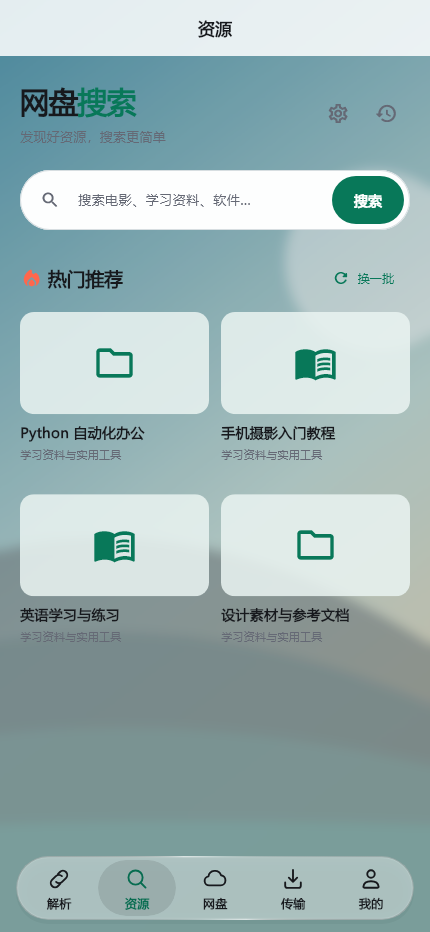 资源
网盘搜索
发现好资源，搜索更简单
搜索电影、学习资料、软件...
搜索
热门推荐
换一批
Python 自动化办公
学习资料与实用工具
手机摄影入门教程
学习资料与实用工具
英语学习与练习
学习资料与实用工具
设计素材与参考文档
学习资料与实用工具
解析
资源
网盘
传输
我的